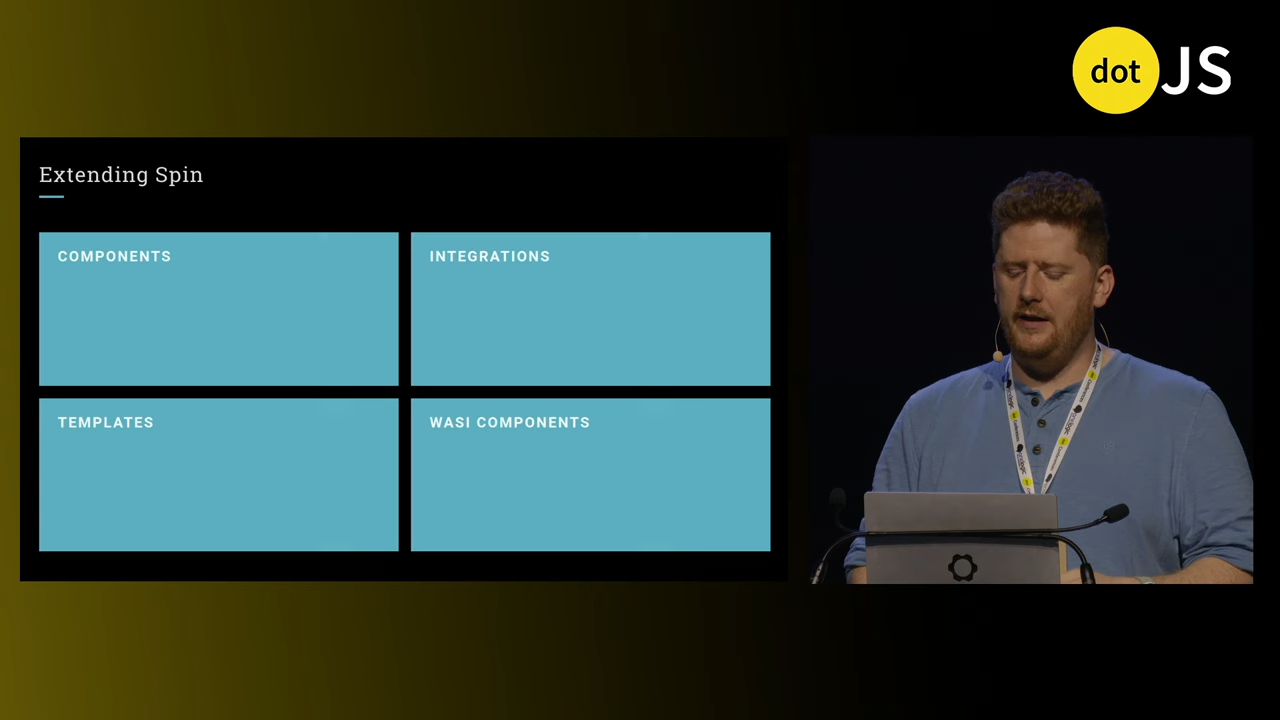 dot JS
Extending Spin
COMPONENTS
INTEGRATIONS
TEMPLATES
WASI COMPONENTS